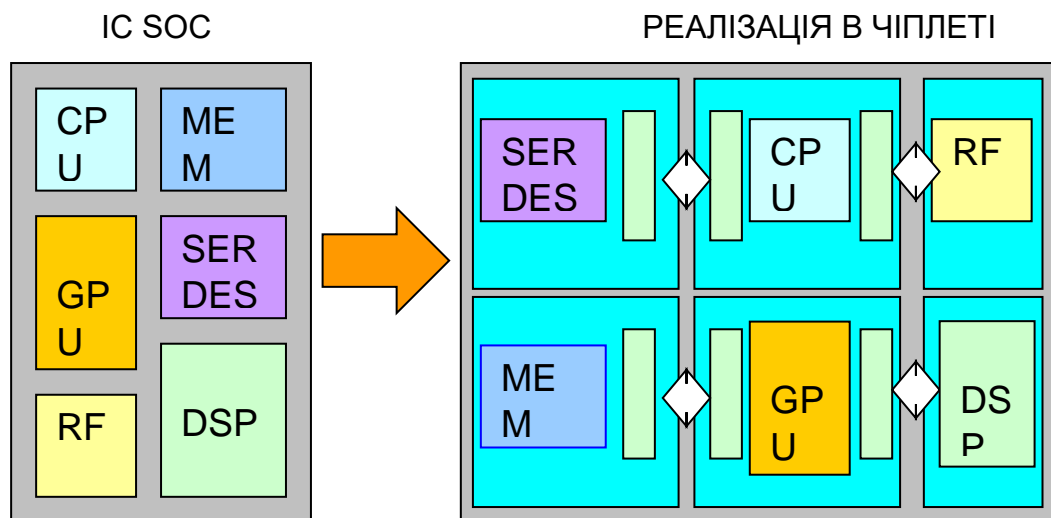 IC SOC
РЕАЛІЗАЦІЯ В ЧІПЛЕТІ
CP
U
ME
M
GP
U
SER
DES
RF
DSP
SER
DES
CP
U
RF
ME
M
GP
U
DS
P